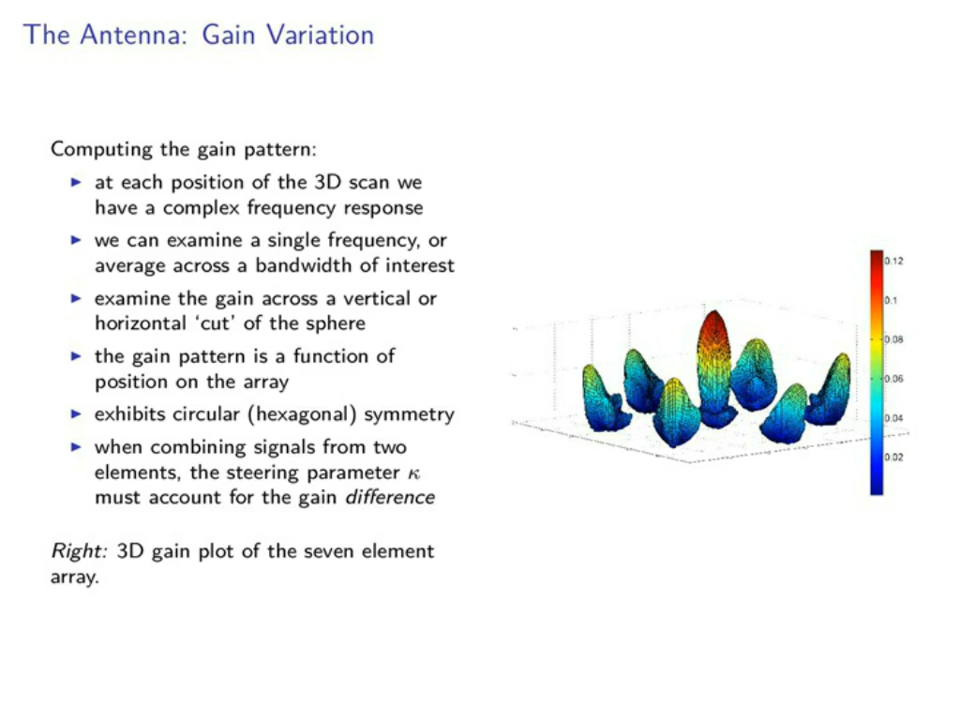 The Antenna: Gain Variation
Computing the gain pattern:
▶ at each position of the 3D scan we
have a complex frequency response
▶ we can examine a single frequency, or
average across a bandwidth of interest
▶ examine the gain across a vertical or
horizontal ‘cut’ of the sphere
▶ the gain pattern is a function of
position on the array
▶ exhibits circular (hexagonal) symmetry
▶ when combining signals from two
elements, the steering parameter κ
must account for the gain difference
Right: 3D gain plot of the seven element
array.
0.12
0.1
0.08
0.06
0.04
0.02